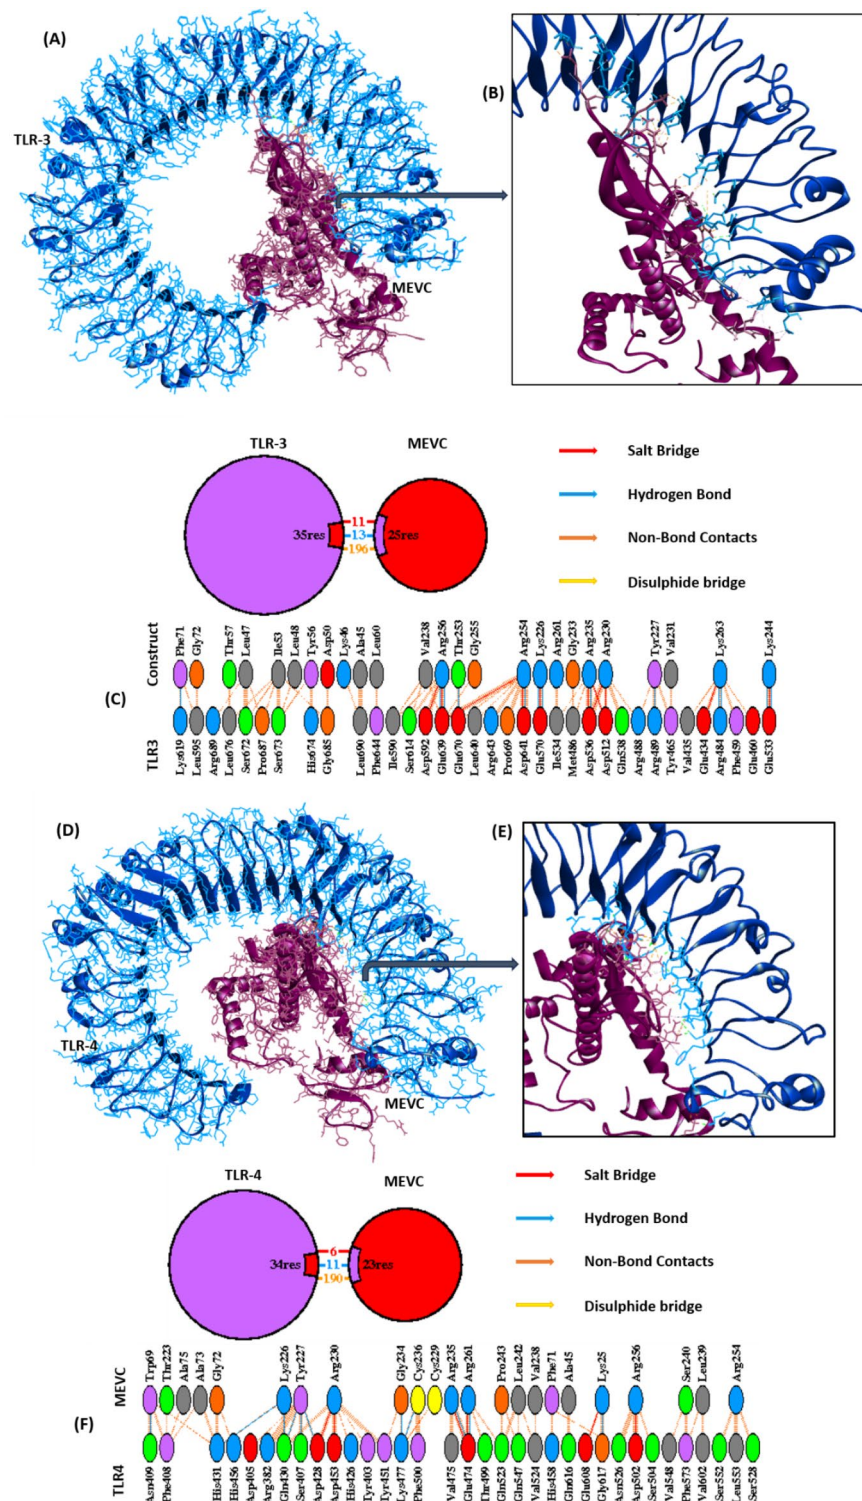 (A)
(B)
TLR-3
MEVC
TLR-3
MEVC
35res
25res
11
13
196
Salt Bridge
Hydrogen Bond
Non-Bond Contacts
Disulphide bridge
(C)
Construct
Phe71 Gly72 Thr57 Leu47 Ile53 Leu48 Tyr56 Asp50 Lys46 Ala45 Leu60 Val238 Arg256 Thr253 Gly255 Arg254 Lys226 Arg261 Gly233 Arg235 Arg230 Tyr227 Val231 Lys263 Lys244
TLR3
Lys619 Leu595 Arg689 Leu676 Ser672 Pro687 Ser673 His674 Gly685 Leu690 Phe644 Ile590 Ser614 Asp592 Glu639 Glu670 Leu640 Arg643 Pro669 Asp641 Glu570 Ile534 Met486 Asp536 Asp512 Gln538 Arg488 Arg489 Tyr465 Val435 Glu434 Arg484 Phe459 Glu460 Glu533
(D)
(E)
TLR-4
MEVC
TLR-4
MEVC
34res
23res
6
11
190
Salt Bridge
Hydrogen Bond
Non-Bond Contacts
Disulphide bridge
(F)
MEVC
Trp69 Thr223 Ala75 Ala73 Gly72 Lys226 Tyr227 Arg230 Gly234 Cys236 Cys229 Arg235 Arg261 Pro243 Leu242 Val238 Phe71 Ala45 Lys25 Arg256 Ser240 Leu239 Arg254
TLR4
Asn409 Phe408 His431 His456 Asp405 Arg382 Gln430 Ser407 Asp428 Asp453 His426 Tyr403 Tyr451 Lys477 Phe500 Val475 Glu474 Thr499 Gln523 Gln547 Val524 His458 Gln616 Glu608 Gly617 Asn526 Asp502 Ser504 Val548 Phe573 Val602 Ser552 Leu553 Ser528